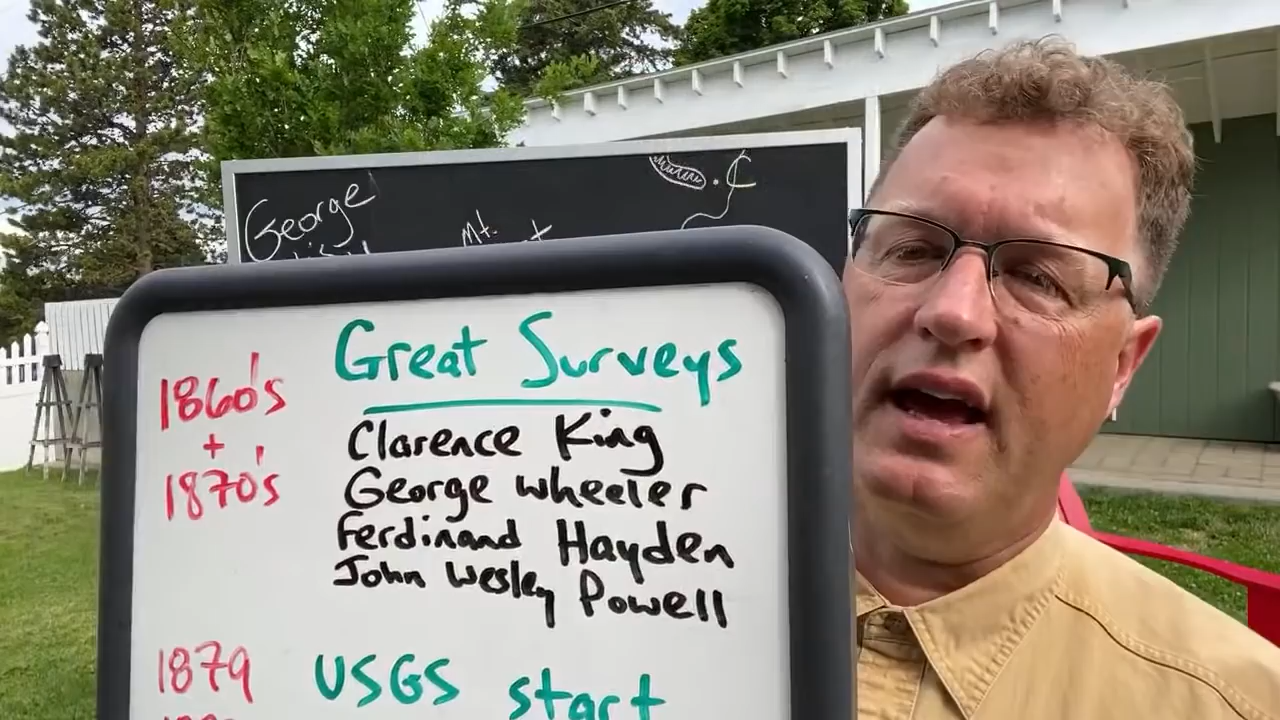 George
Mt.
Great Surveys
1860's
+
1870's
Clarence King
George Wheeler
Ferdinand Hayden
John Wesley Powell
1879 USGS start